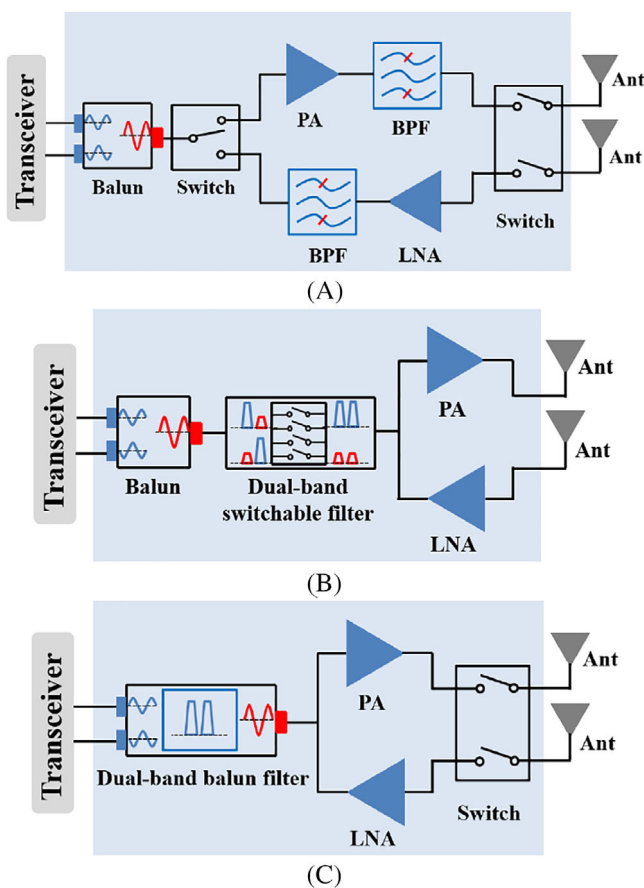 Transceiver
Balun
Switch
PA
BPF
BPF
LNA
Switch
Ant
Ant
(A)
Transceiver
Balun
Dual-band
switchable filter
PA
LNA
Ant
Ant
(B)
Transceiver
Dual-band balun filter
PA
LNA
Switch
Ant
Ant
(C)